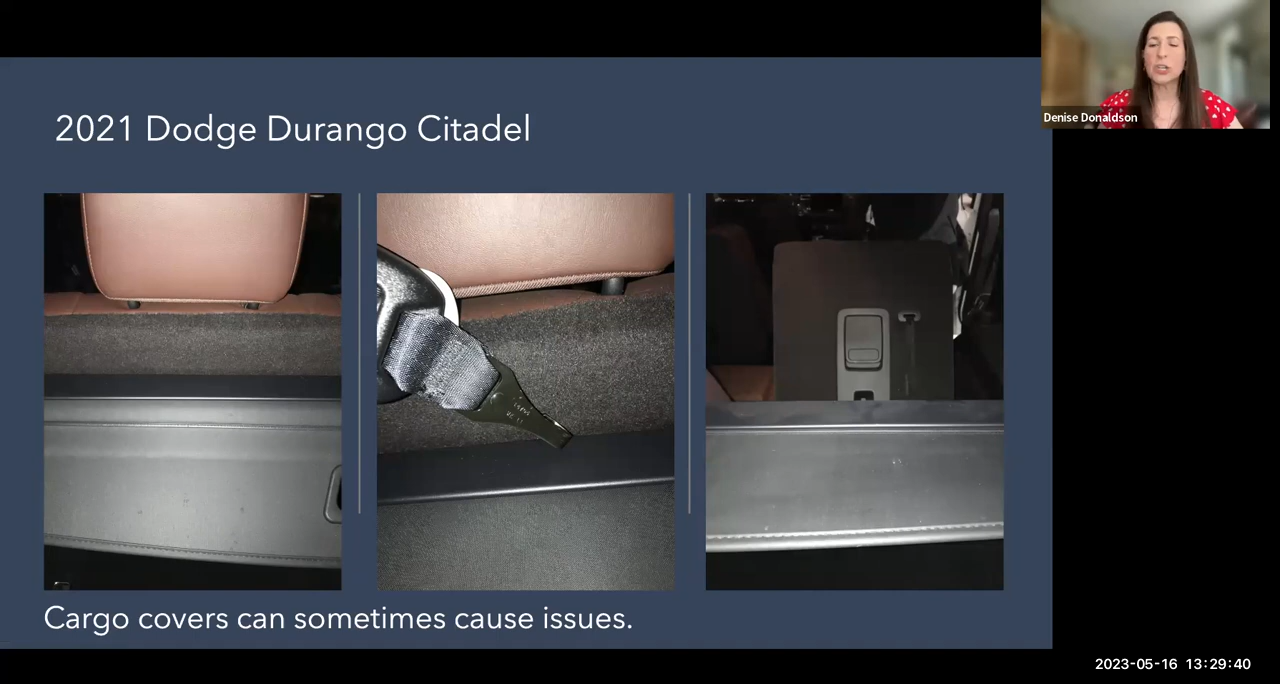 2021 Dodge Durango Citadel
Denise Donaldson
Cargo covers can sometimes cause issues.
2023-05-16 13:29:40